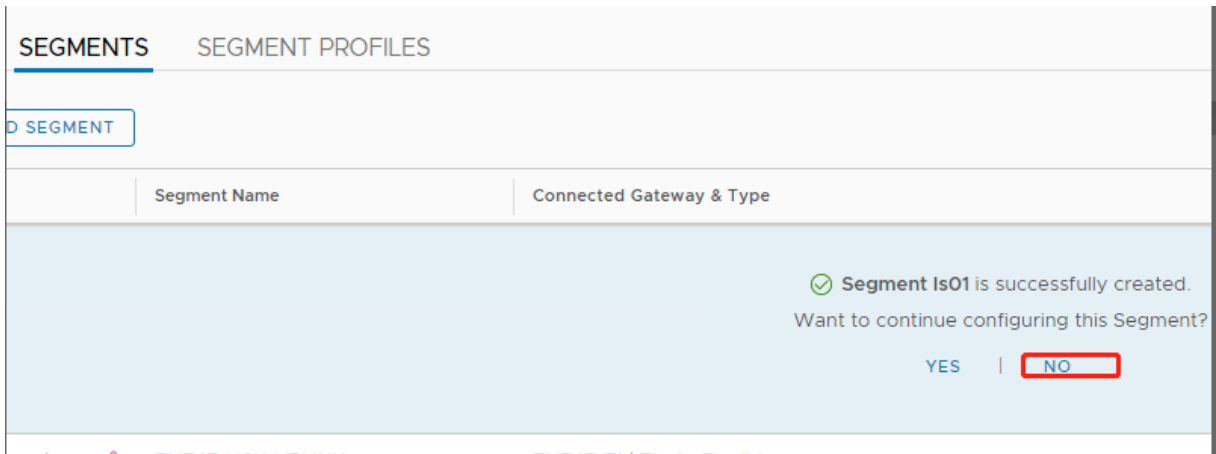 SEGMENTS SEGMENT PROFILES
D SEGMENT
Segment Name Connected Gateway & Type
Segment ls01 is successfully created.
Want to continue configuring this Segment?
YES | NO